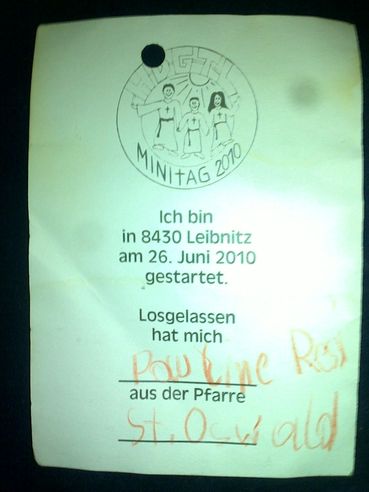 MINITAG 2010
Ich bin
in 8430 Leibnitz
am 26. Juni 2010
gestartet.
Losgelassen
hat mich
Pauline
aus der Pfarre
St. Oswald